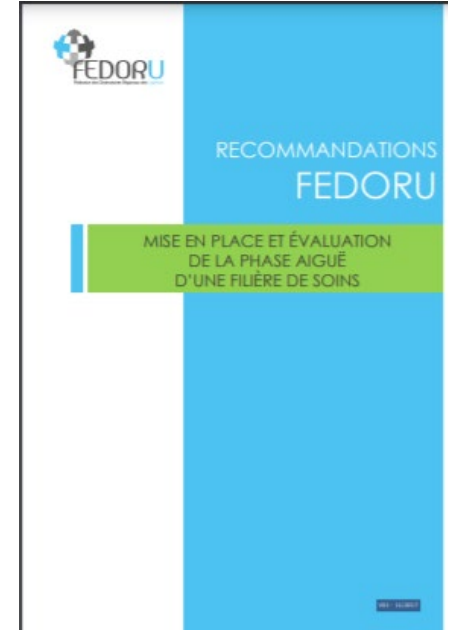 FEDORU
RECOMMANDATIONS
FEDORU
MISE EN PLACE ET ÉVALUATION
DE LA PHASE AIGUË
D'UNE FILIÈRE DE SOINS